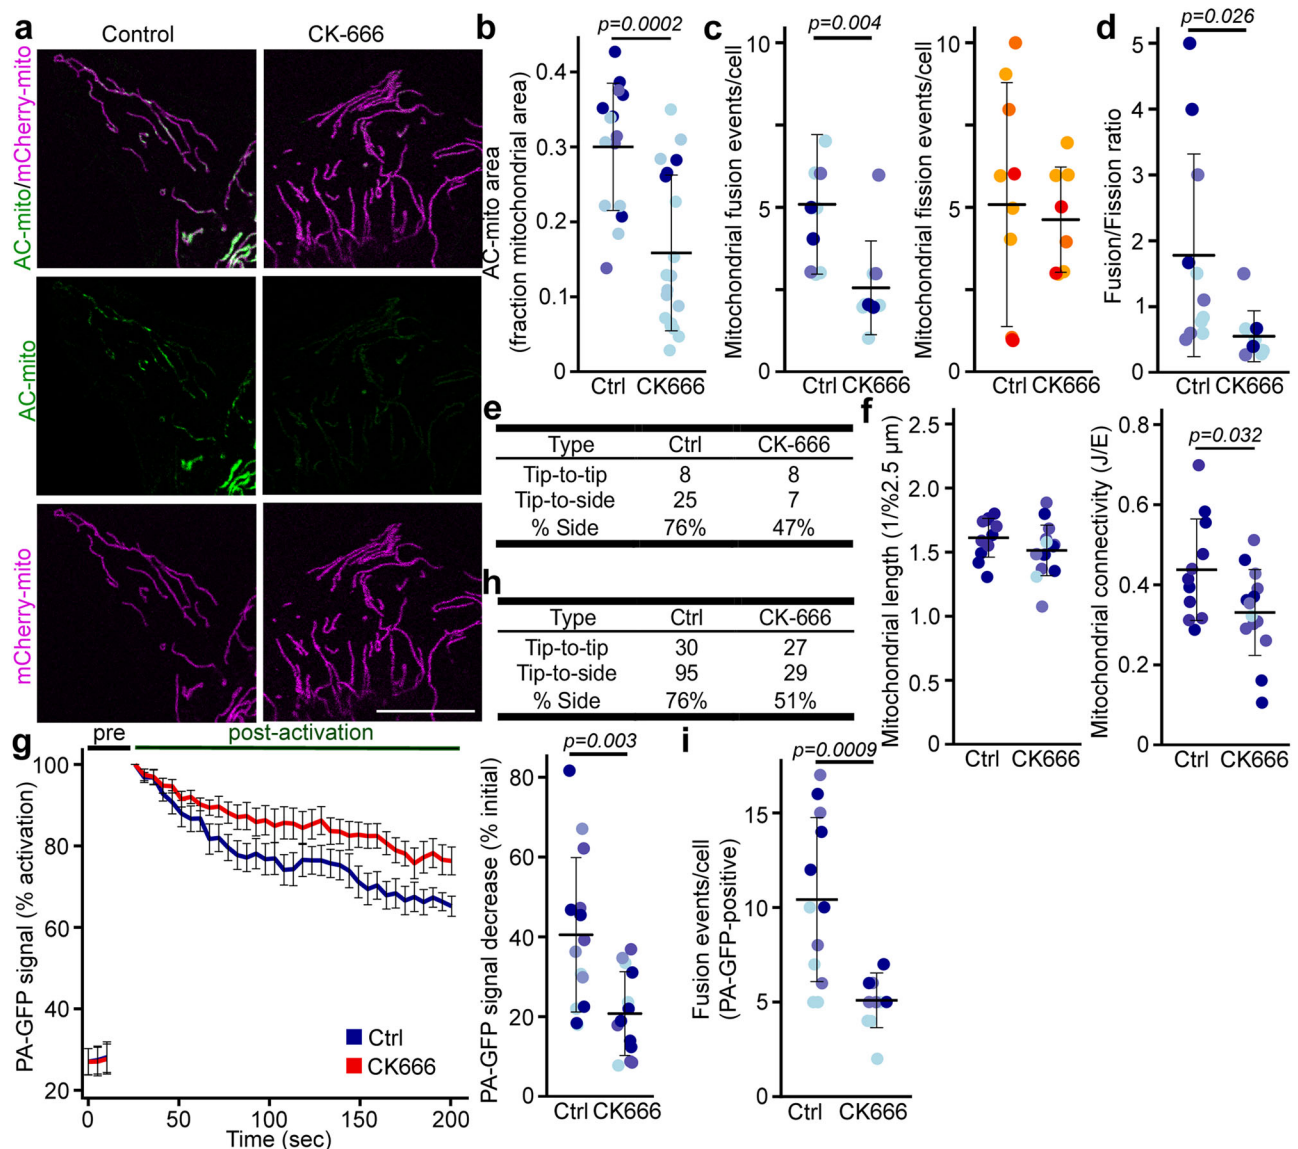 a
Control
CK-666
AC-mito/mCherry-mito
AC-mito
mCherry-mito
b
p=0.0002
AC-mito area
(fraction mitochondrial area)
0.4
0.3
0.2
0.1
0
Ctrl CK666
c
p=0.004
Mitochondrial fusion events/cell
10
5
0
Ctrl CK666
Mitochondrial fission events/cell
10
5
0
Ctrl CK666
d
p=0.026
Fusion/Fission ratio
5
4
3
2
1
0
Ctrl CK666
e
Type Ctrl CK-666
Tip-to-tip 8 8
Tip-to-side 25 7
% Side 76% 47%
f
Mitochondrial length (1/%2.5 µm)
2.5
2.0
1.5
1.0
0.5
0
Ctrl CK666
Mitochondrial connectivity (J/E)
p=0.032
0.8
0.6
0.4
0.2
0
Ctrl CK666
h
Type Ctrl CK-666
Tip-to-tip 30 27
Tip-to-side 95 29
% Side 76% 51%
g
pre
post-activation
PA-GFP signal (% activation)
100
80
60
40
20
0 50 100 150 200
Time (sec)
Ctrl
CK666
p=0.003
PA-GFP signal decrease (% initial)
80
60
40
20
0
Ctrl CK666
i
p=0.0009
Fusion events/cell
(PA-GFP-positive)
15
10
5
0
Ctrl CK666